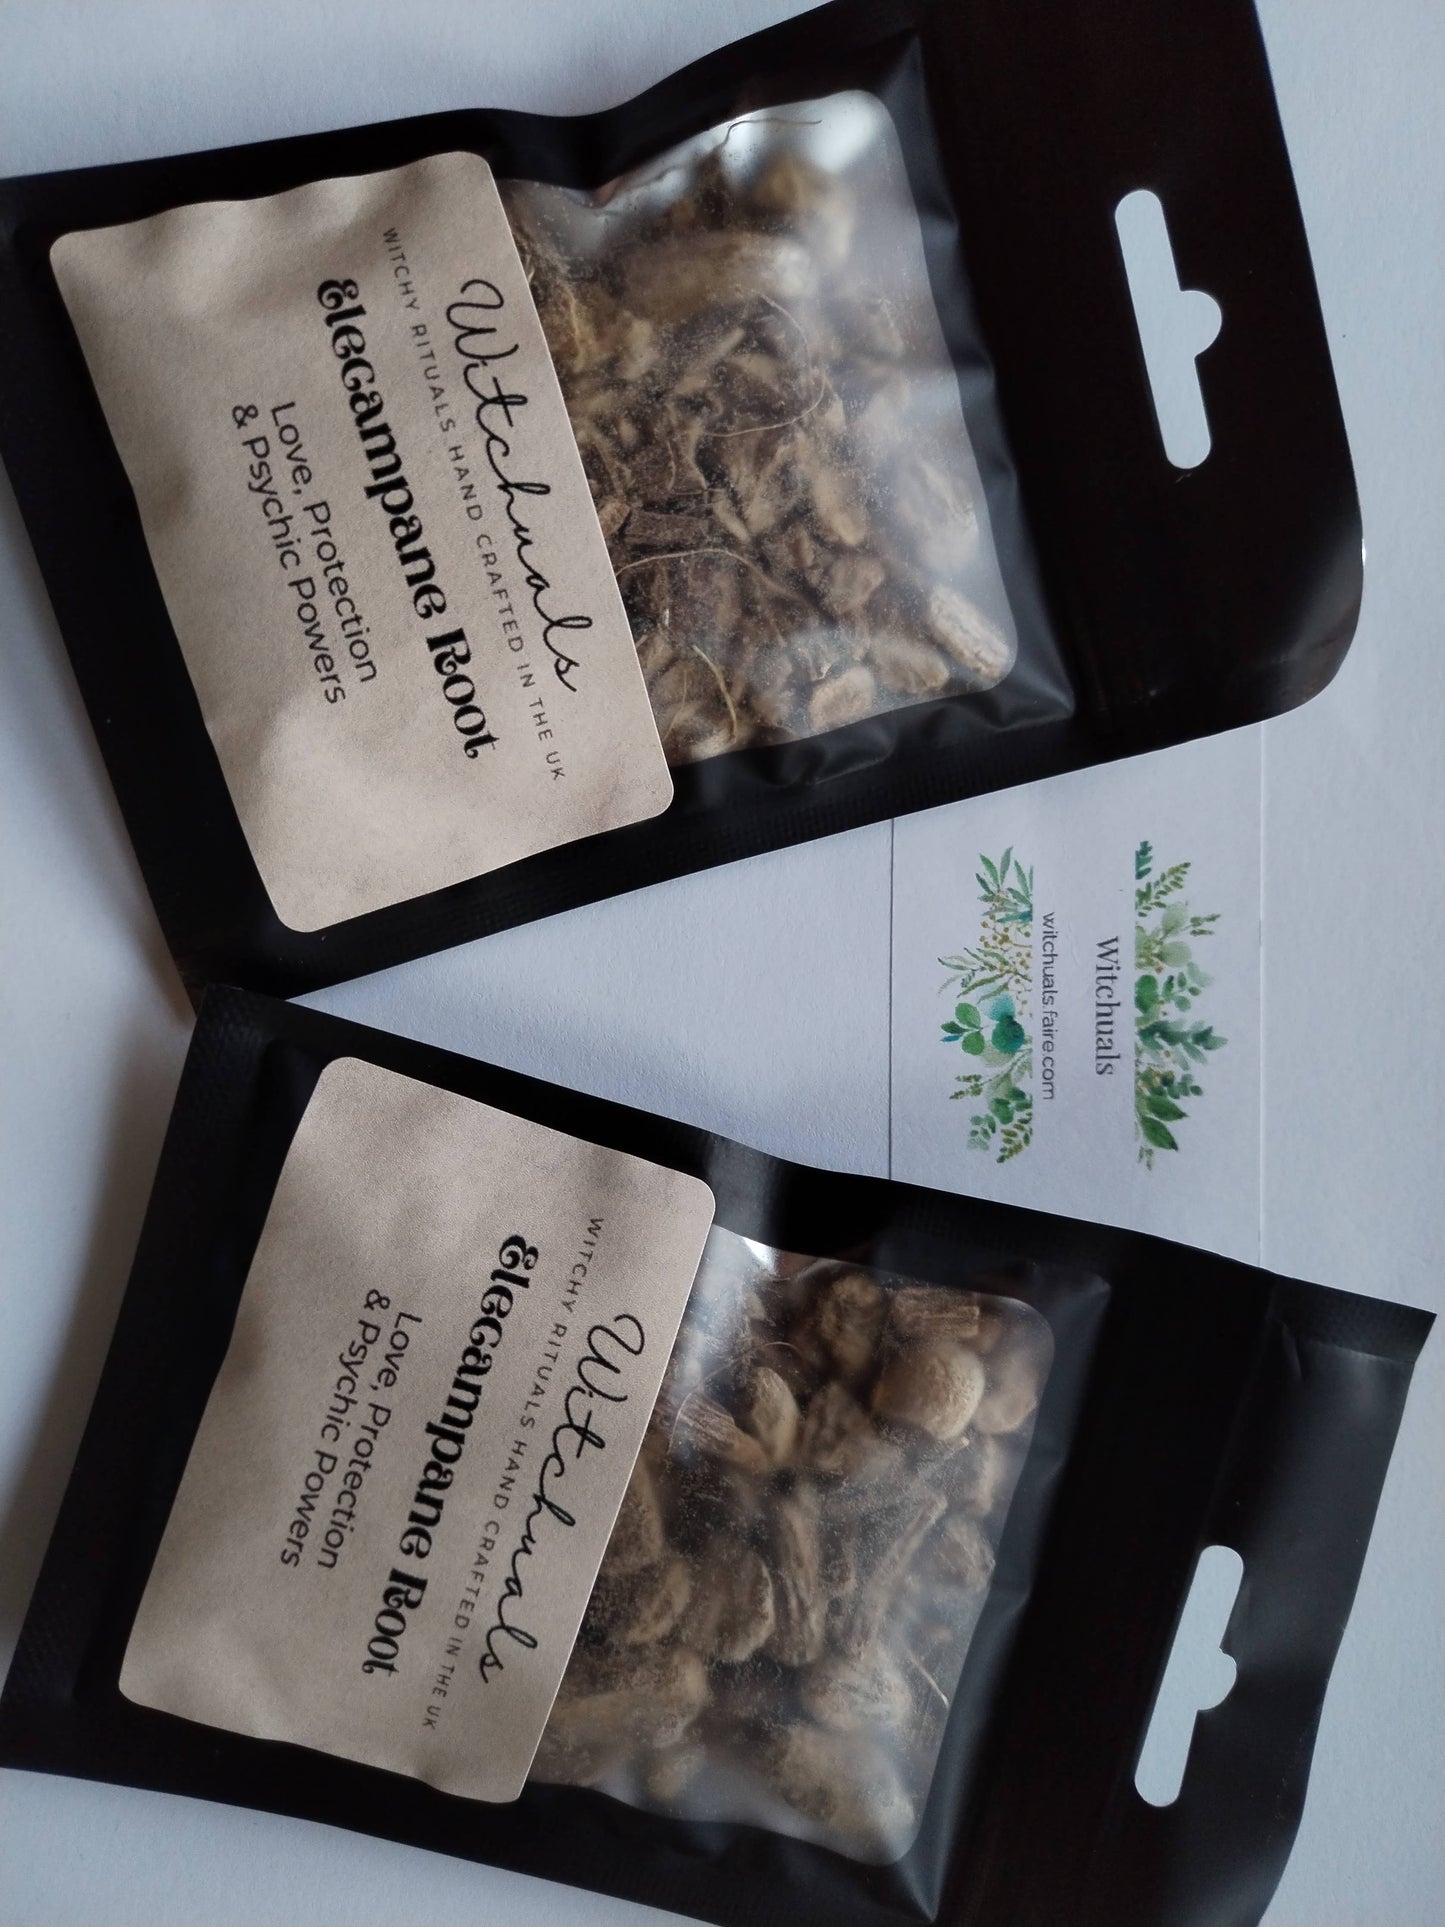 Witchuals
WITCHY RITUALS HAND CRAFTED IN THE UK
Elecampane Root
Love, Protection
& Psychic Powers
Witchuals
witchuals.faire.com
Witchuals
WITCHY RITUALS HAND CRAFTED IN THE UK
Elecampane Root
Love, Protection
& Psychic Powers